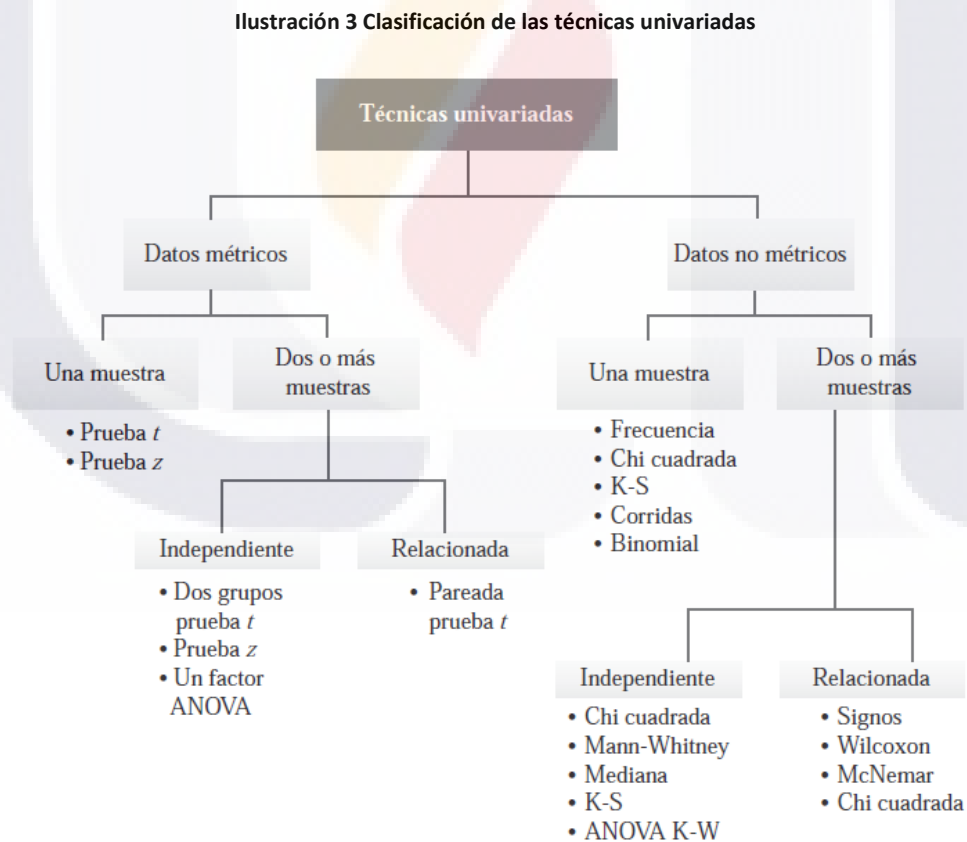 Ilustración 3 Clasificación de las técnicas univariadas
Técnicas univariadas
Datos métricos
Datos no métricos
Una muestra
Dos o más
muestras
Una muestra
Dos o más
muestras
• Prueba t
• Prueba z
• Frecuencia
• Chi cuadrada
• K-S
• Corridas
• Binomial
Independiente
Relacionada
• Dos grupos
prueba t
• Prueba z
• Un factor
ANOVA
• Pareada
prueba t
Independiente
Relacionada
• Chi cuadrada
• Mann-Whitney
• Mediana
• K-S
• ANOVA K-W
• Signos
• Wilcoxon
• McNemar
• Chi cuadrada